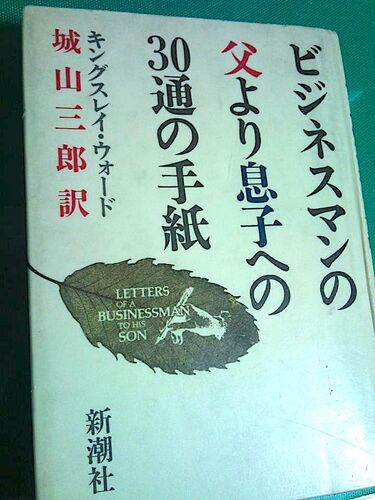 ビジネスマンの
父より息子への
30通の手紙
キングスレイ・ウォード
城山三郎訳
LETTERS
OF A
BUSINESSMAN
TO HIS
SON
新潮社